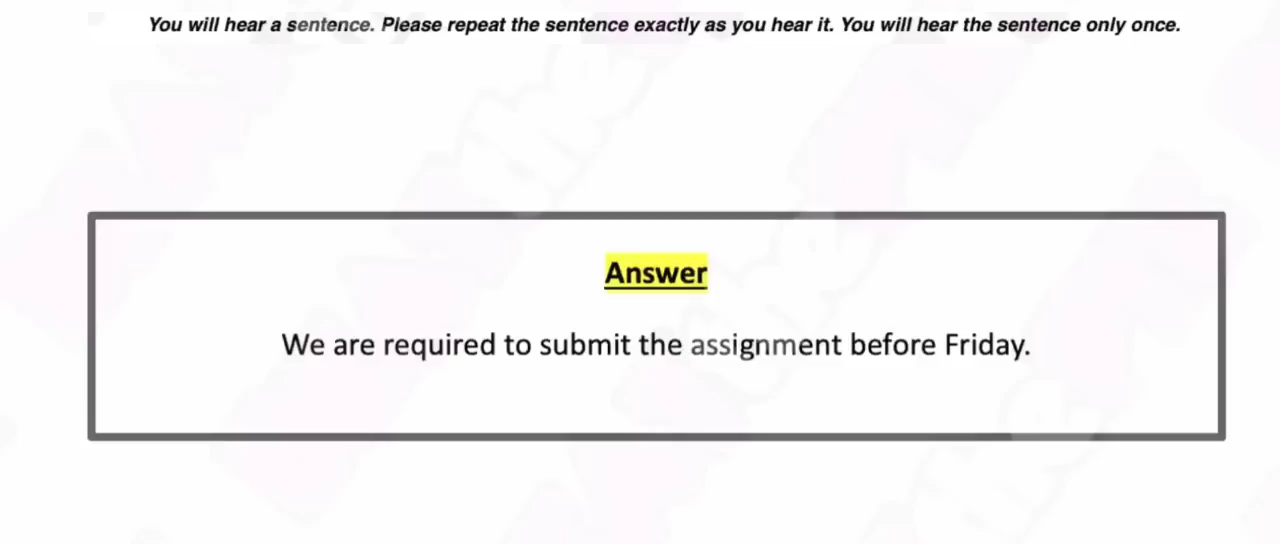 You will hear a sentence. Please repeat the sentence exactly as you hear it. You will hear the sentence only once.
Answer
We are required to submit the assignment before Friday.